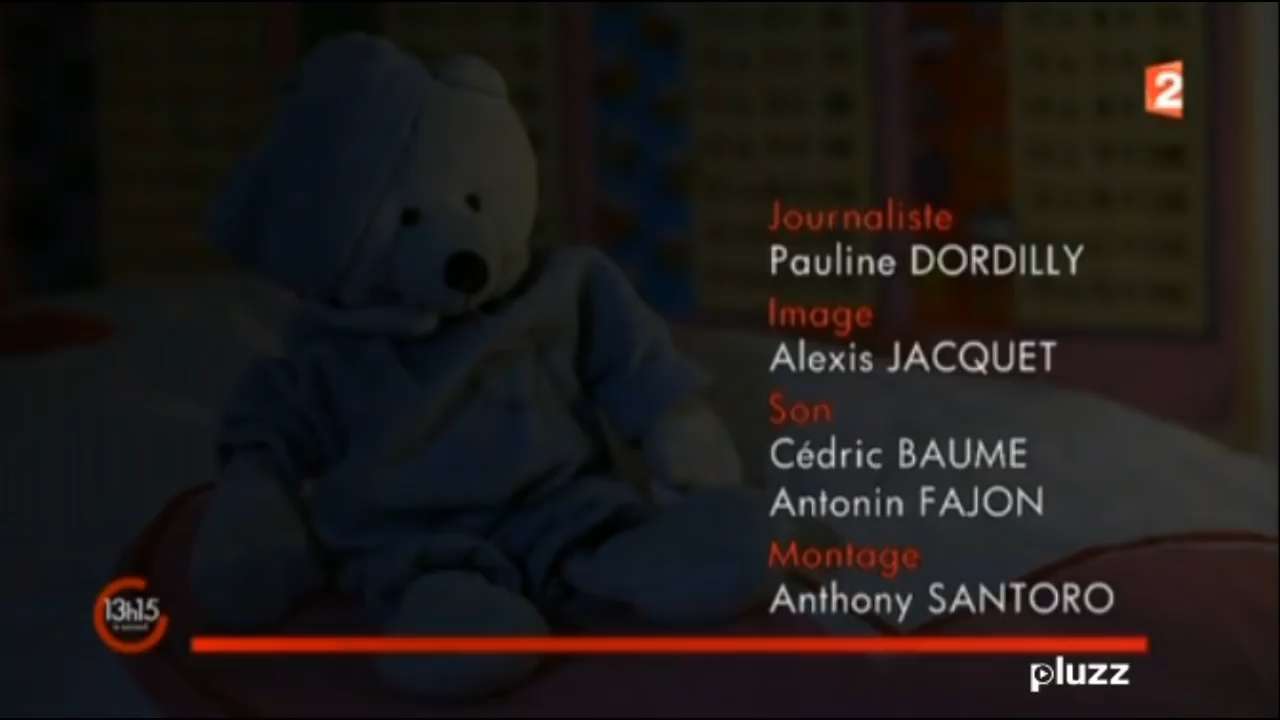 2
Journaliste
Pauline DORDILLY
Image
Alexis JACQUET
Son
Cédric BAUME
Antonin FAJON
Montage
Anthony SANTORO
13h15
pluzz